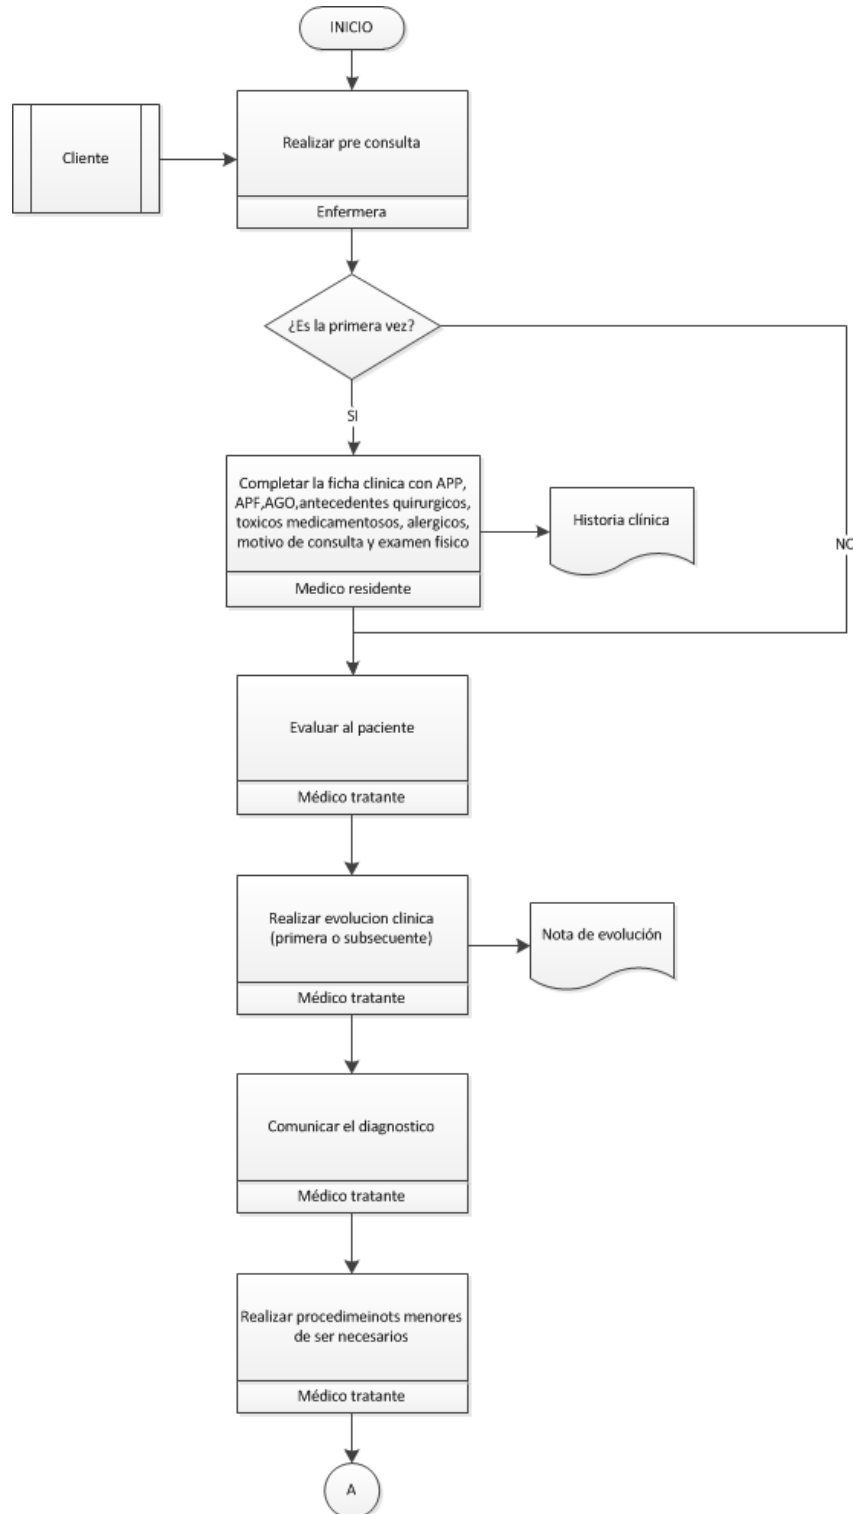 INICIO
Cliente
Realizar pre consulta
Enfermera
¿Es la primera vez?
SI
Completar la ficha clinica con APP,
APF,AGO,antecedentes quirurgicos,
toxicos medicamentosos, alergicos,
motivo de consulta y examen fisico
Medico residente
Historia clínica
NO
Evaluar al paciente
Médico tratante
Realizar evolucion clinica
(primera o subsecuente)
Médico tratante
Nota de evolución
Comunicar el diagnostico
Médico tratante
Realizar procedimeinots menores
de ser necesarios
Médico tratante
A